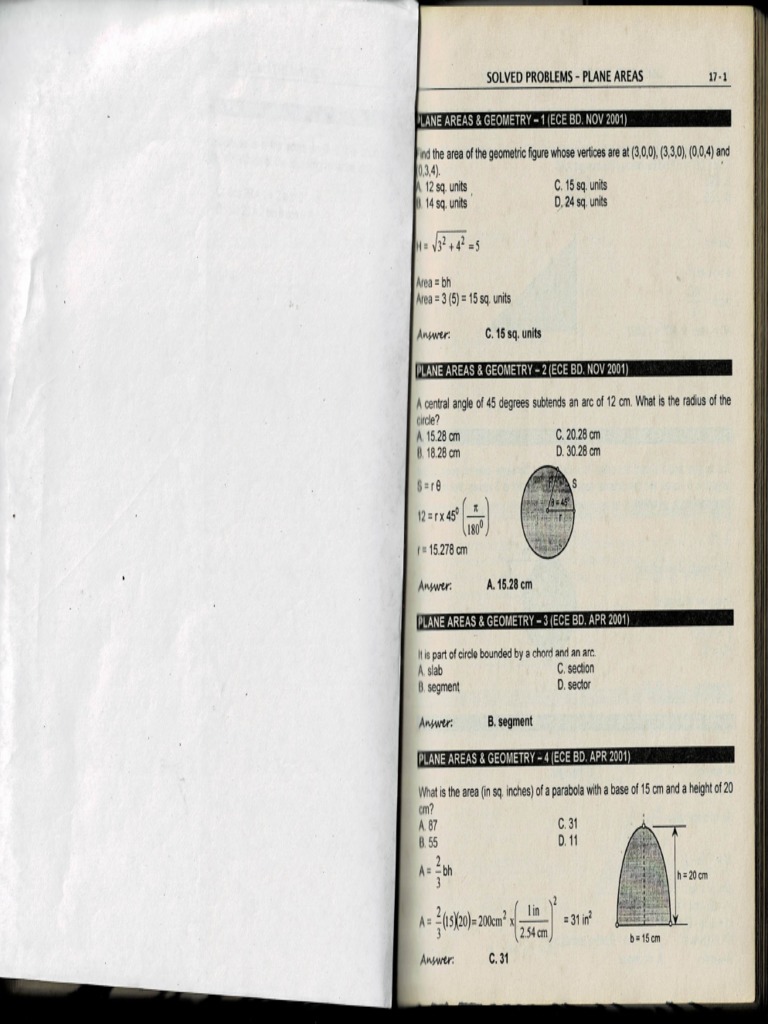 SOLVED PROBLEMS - PLANE AREAS 17 - 1
PLANE AREAS & GEOMETRY – 1 (ECE BD. NOV 2001)
Find the area of the geometric figure whose vertices are at (3,0,0), (3,3,0), (0,0,4) and
(0,3,4).
A. 12 sq. units C. 15 sq. units
B. 14 sq. units D. 24 sq. units
H = √3² + 4² = 5
Area = bh
Area = 3 (5) = 15 sq. units
Answer: C. 15 sq. units
PLANE AREAS & GEOMETRY – 2 (ECE BD. NOV 2001)
A central angle of 45 degrees subtends an arc of 12 cm. What is the radius of the
circle?
A. 15.28 cm C. 20.28 cm
B. 18.28 cm D. 30.28 cm
S = r θ
12 = r x 45⁰ (π/180⁰)
r = 15.278 cm
S
θ = 45°
r
Answer: A. 15.28 cm
PLANE AREAS & GEOMETRY – 3 (ECE BD. APR 2001)
It is part of circle bounded by a chord and an arc.
A. slab C. section
B. segment D. sector
Answer: B. segment
PLANE AREAS & GEOMETRY – 4 (ECE BD. APR 2001)
What is the area (in sq. inches) of a parabola with a base of 15 cm and a height of 20
cm?
A. 87 C. 31
B. 55 D. 11
A = 2/3 bh
A = 2/3 (15)(20) = 200cm² x (1 in/2.54 cm)² = 31 in²
h = 20 cm
b = 15 cm
Answer: C. 31